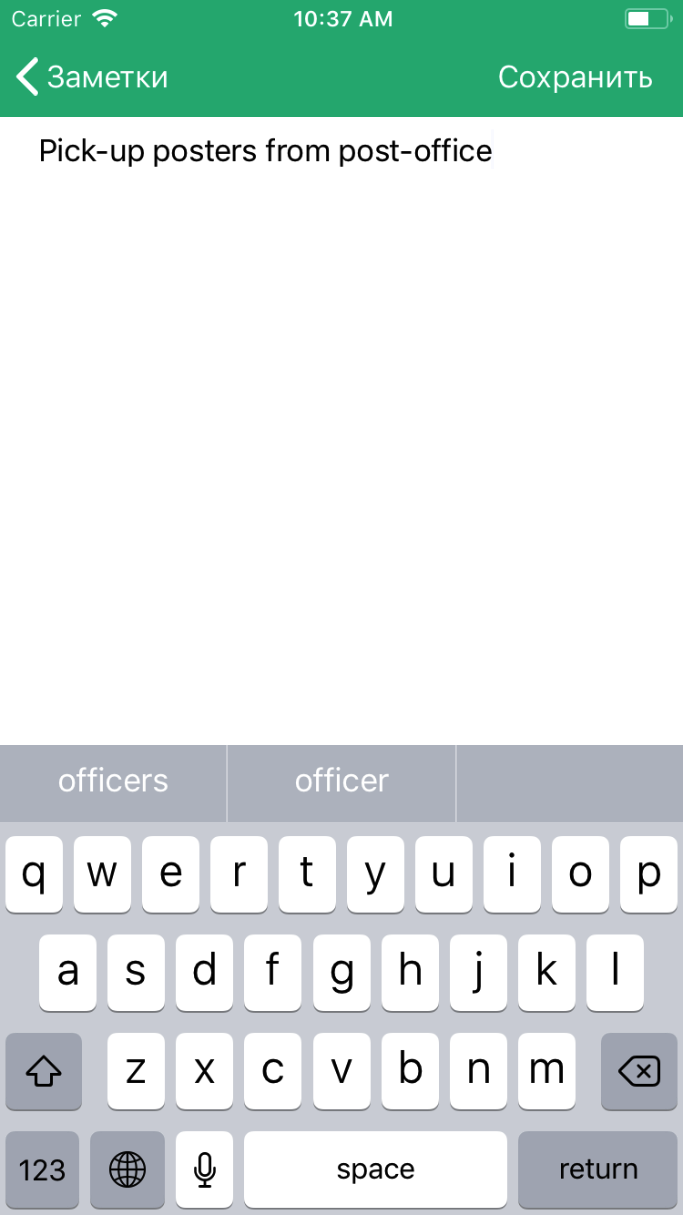 Carrier 10:37 AM
Заметки Сохранить
Pick-up posters from post-office
officers officer
q w e r t y u i o p
a s d f g h j k l
z x c v b n m
123 space return